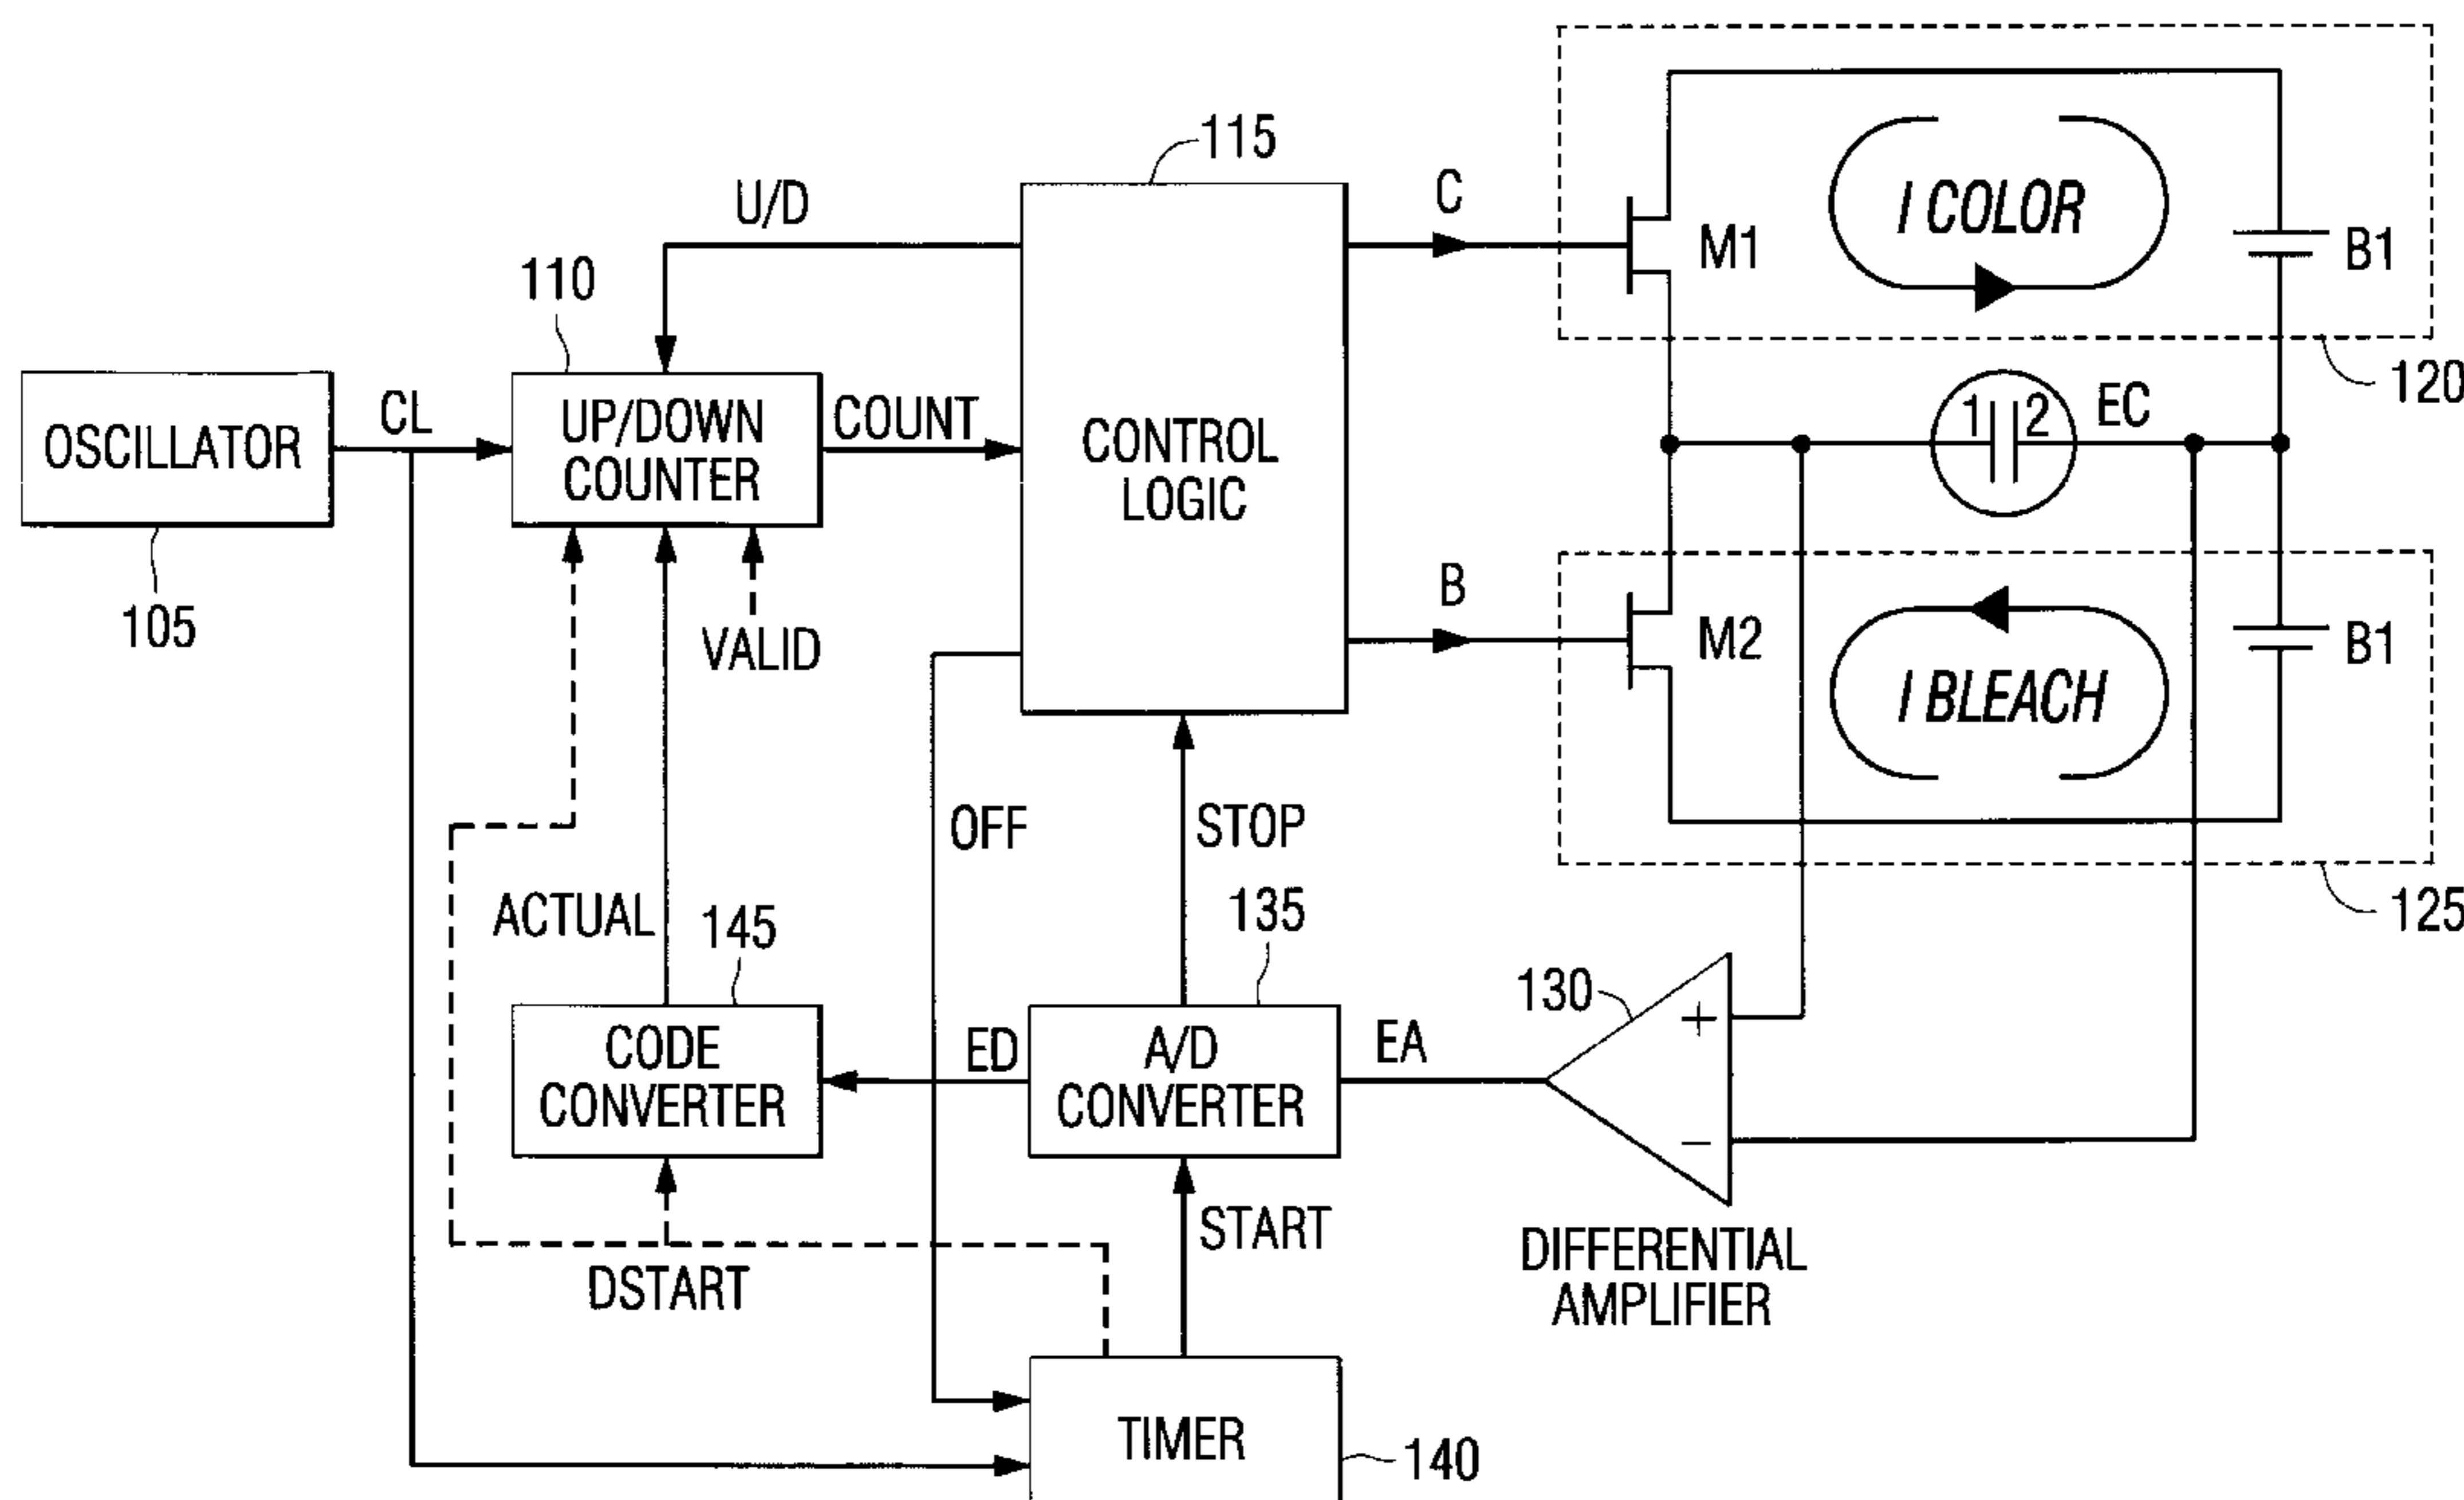 115
U/D
C
I COLOR
M1
B1
110
120
CL
OSCILLATOR
UP/DOWN
COUNTER
COUNT
CONTROL
LOGIC
1
2
EC
105
VALID
B
M2
B1
I BLEACH
OFF
STOP
125
ACTUAL
145
135
130
+
CODE
CONVERTER
ED
A/D
CONVERTER
EA
−
START
DSTART
DIFFERENTIAL
AMPLIFIER
TIMER
140